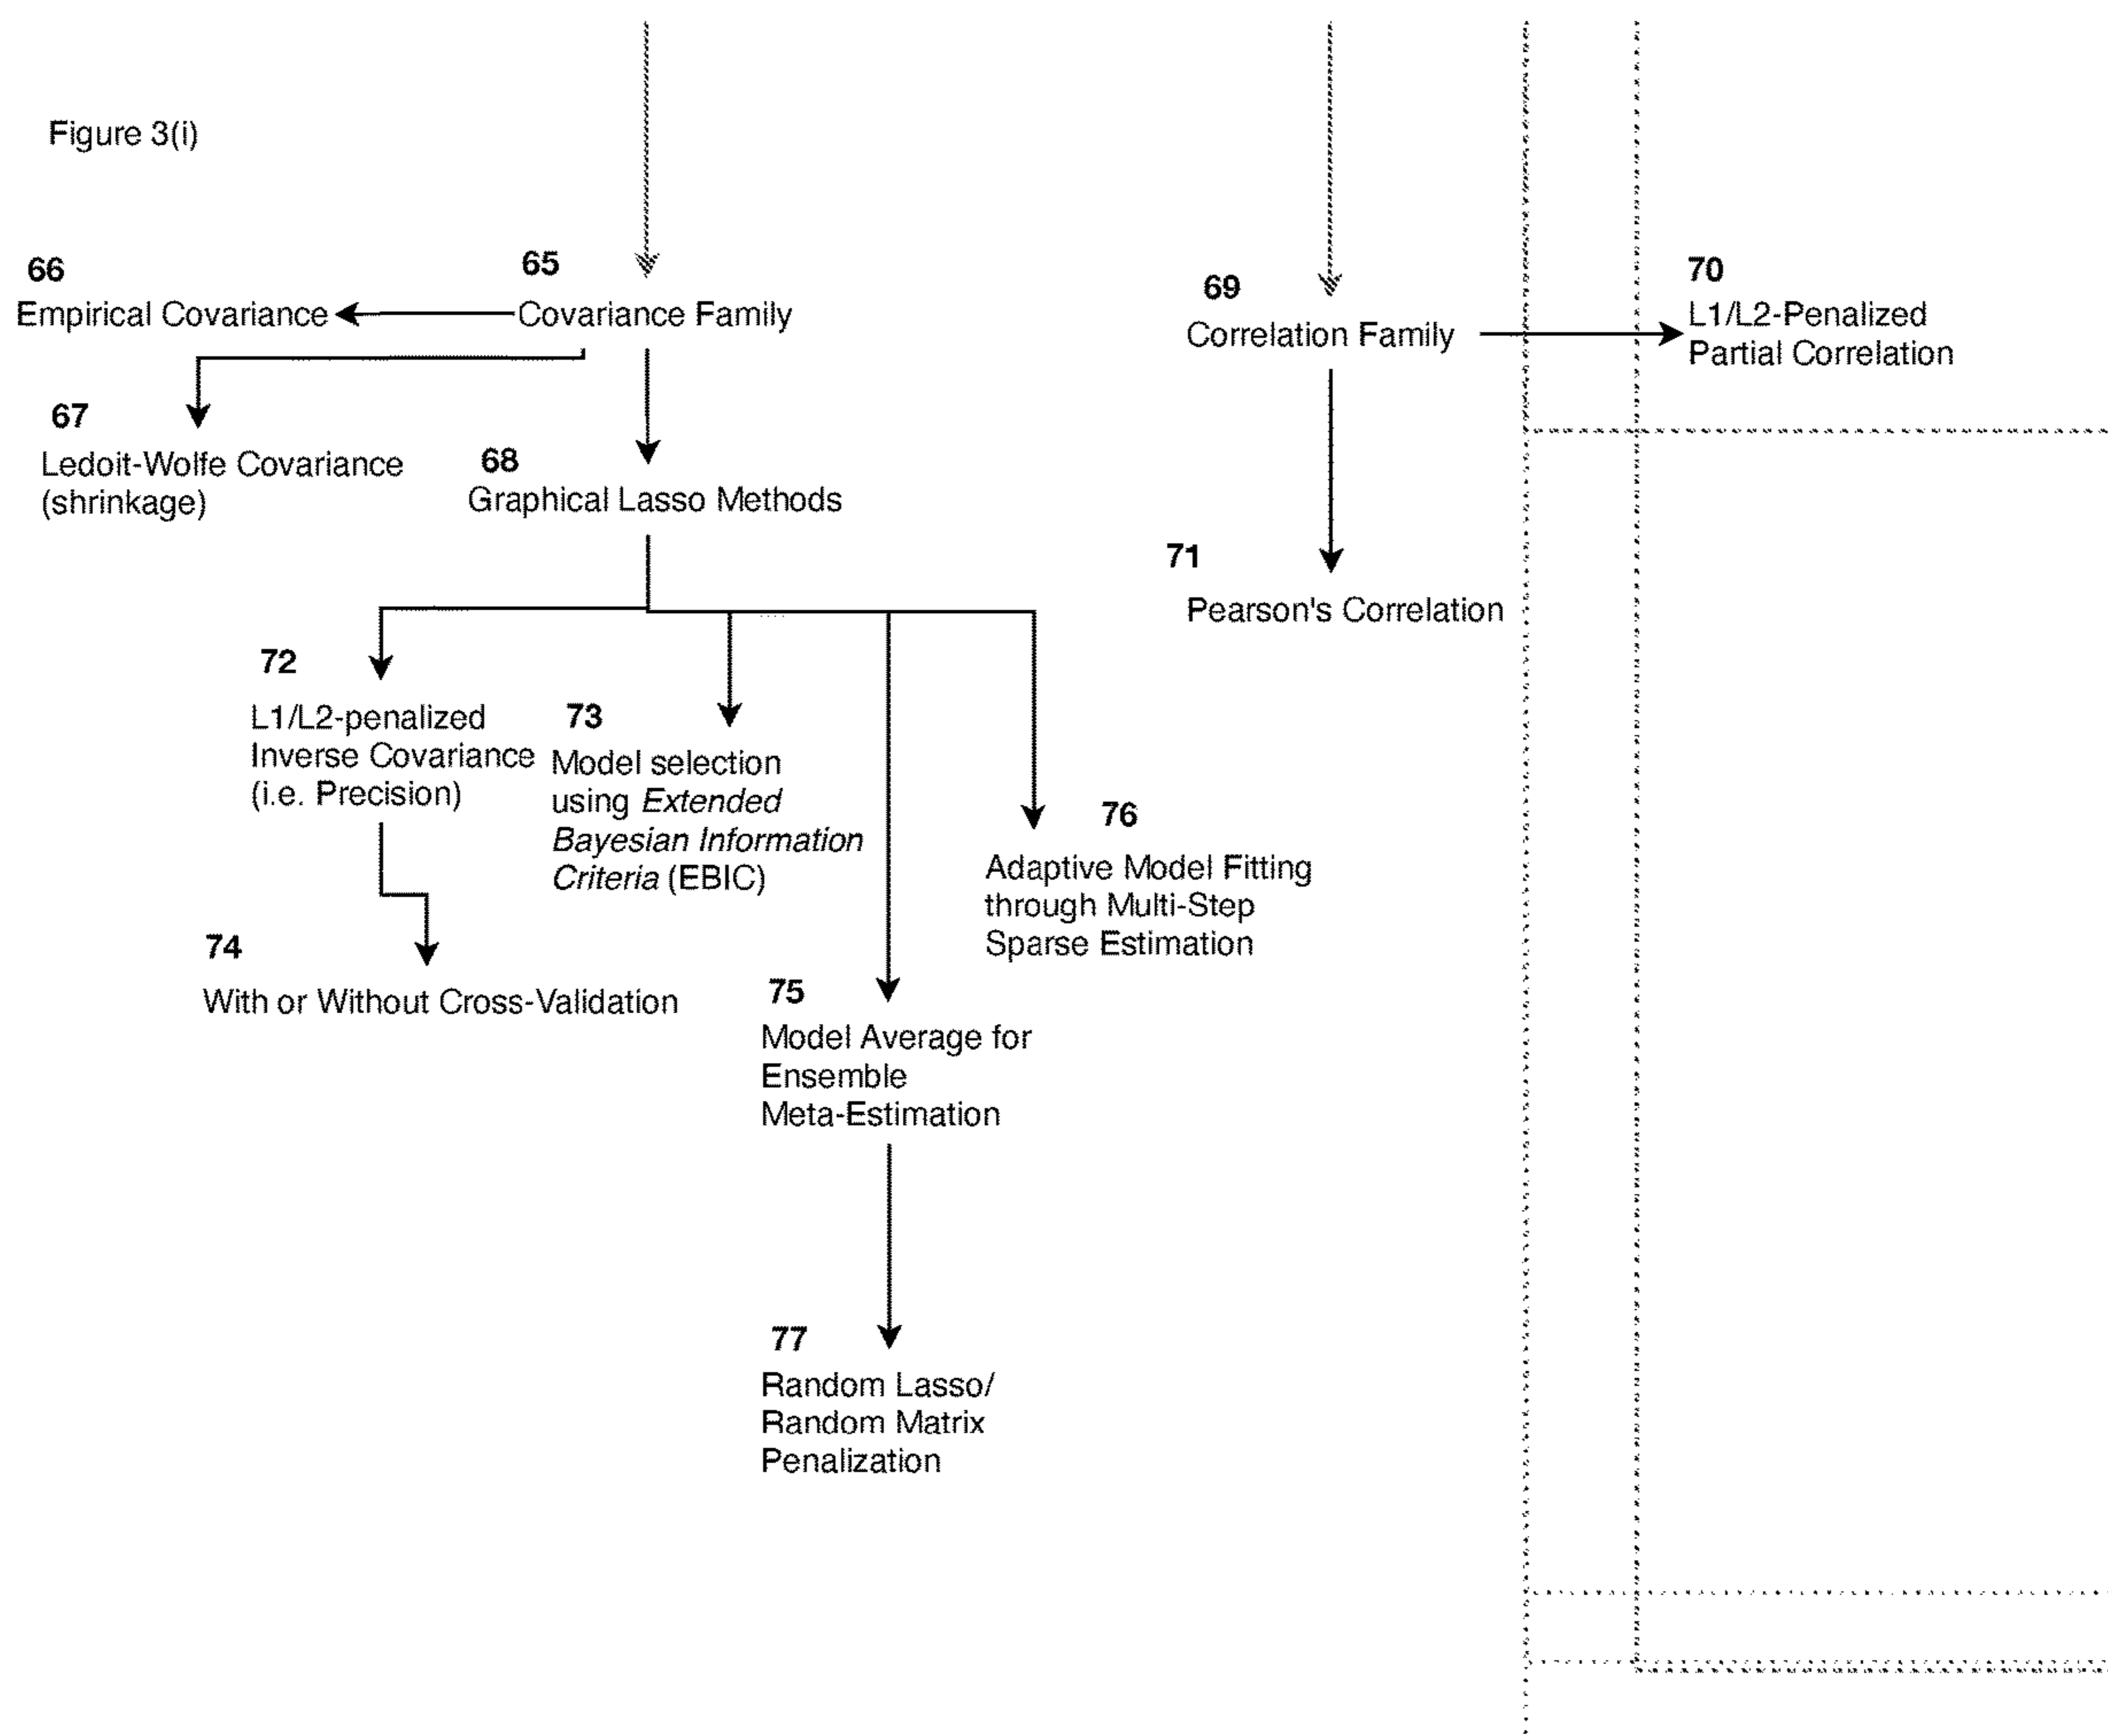 Figure 3(i)
66
Empirical Covariance
65
Covariance Family
69
Correlation Family
70
L1/L2-Penalized
Partial Correlation
67
Ledoit-Wolfe Covariance
(shrinkage)
68
Graphical Lasso Methods
71
Pearson's Correlation
72
L1/L2-penalized
Inverse Covariance
(i.e. Precision)
73
Model selection
using Extended
Bayesian Information
Criteria (EBIC)
76
Adaptive Model Fitting
through Multi-Step
Sparse Estimation
74
With or Without Cross-Validation
75
Model Average for
Ensemble
Meta-Estimation
77
Random Lasso/
Random Matrix
Penalization